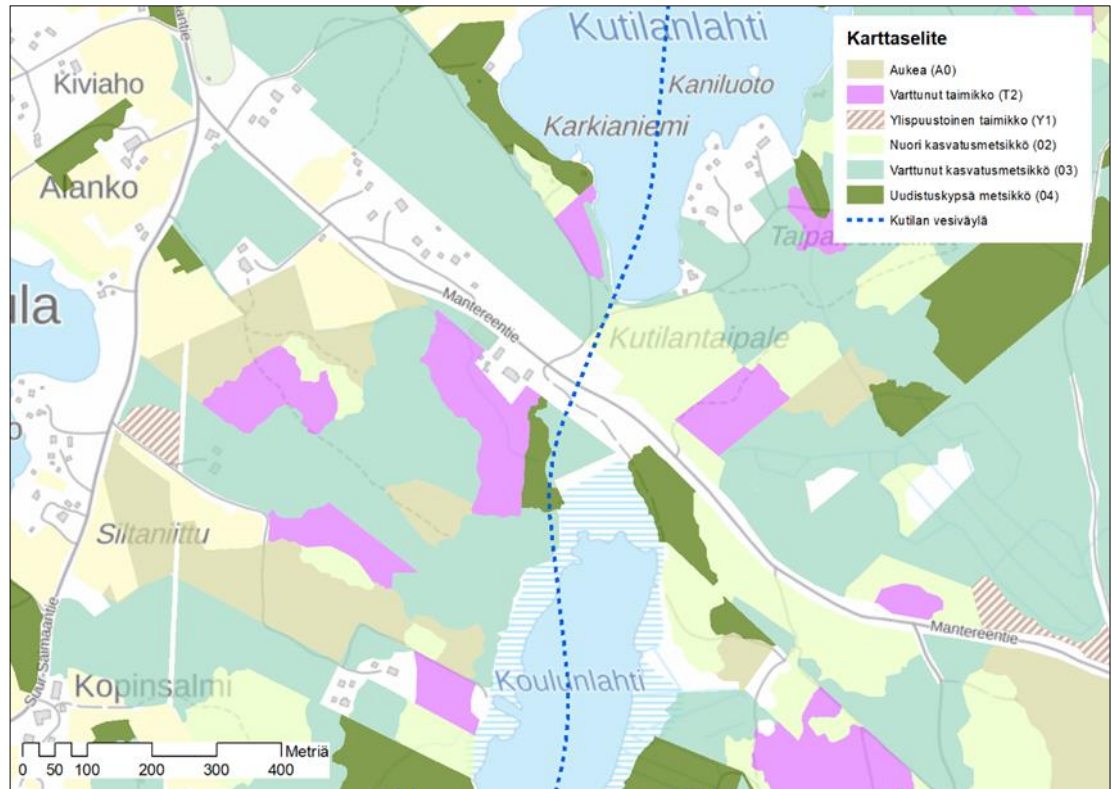 Kutilanlahti
Kaniluoto
Karkianiemi
Kiviaho
Alanko
Mantereentie
Kutilantaipale
ula
Siltaniittu
Suur-Saimaantie
Kopinsalmi
Koulunlahti
Mantereentie
Karttaselite
Aukea (A0)
Varttunut taimikko (T2)
Ylispuustoinen taimikko (Y1)
Nuori kasvatusmetsikkö (02)
Varttunut kasvatusmetsikkö (03)
Uudistuskypsä metsikkö (04)
Kutilan vesiväylä
Metriä
0 50 100 200 300 400